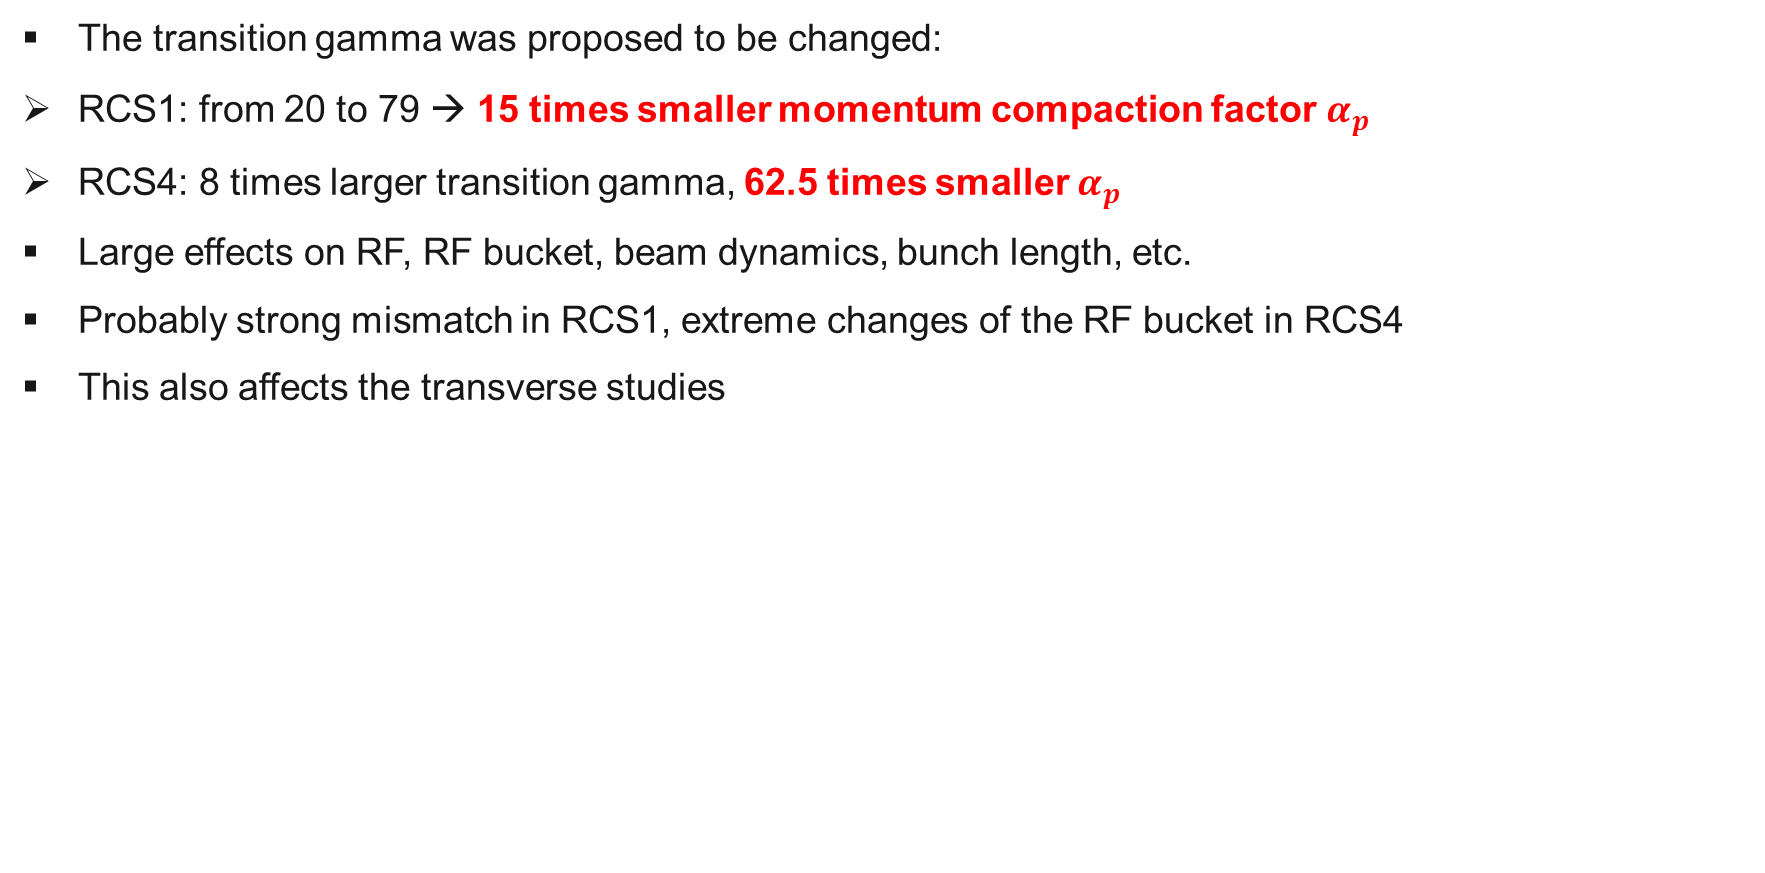 ▪ The transition gamma was proposed to be changed:
➢ RCS1: from 20 to 79 → 15 times smaller momentum compaction factor αₚ
➢ RCS4: 8 times larger transition gamma, 62.5 times smaller αₚ
▪ Large effects on RF, RF bucket, beam dynamics, bunch length, etc.
▪ Probably strong mismatch in RCS1, extreme changes of the RF bucket in RCS4
▪ This also affects the transverse studies